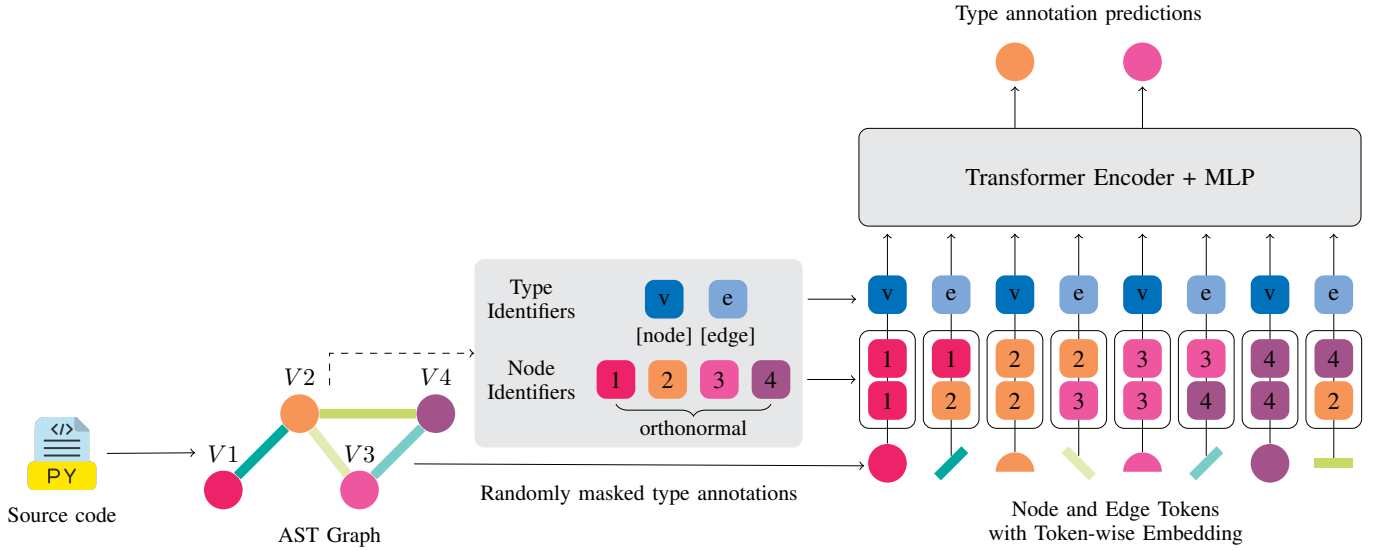 Type annotation predictions
Transformer Encoder + MLP
Type
Identifiers
v e
[node] [edge]
Node
Identifiers
1 2 3 4
orthonormal
v e v e v e v e
1 1 2 2 3 3 4 4
1 2 2 3 3 4 4 2
V2 V4
V1 V3
</>
PY
Source code
AST Graph
Randomly masked type annotations
Node and Edge Tokens
with Token-wise Embedding